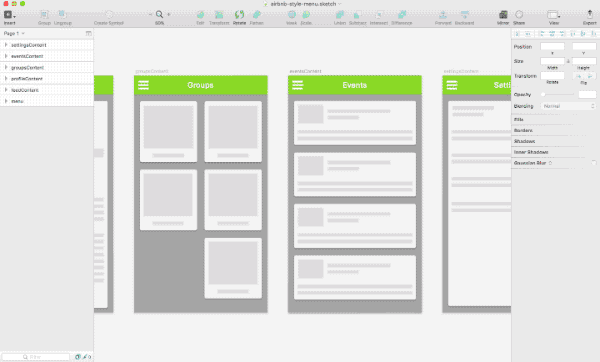 airbnb-style-menu.sketch
Insert
Group
Ungroup
Create Symbol
50%
Edit
Transform
Rotate
Flatten
Mask
Scale
Union
Subtract
Intersect
Difference
Forward
Backward
Mirror
Share
View
Export
Page 1
settingsContent
eventsContent
groupsContent
profileContent
feedContent
menu
Filter
groupsContent
Groups
eventsContent
Events
settingsContent
Setti
Position
X
Y
Size
Width
Height
Transform
Rotate
Flip
Opacity
Blending
Normal
Fills
Borders
Shadows
Inner Shadows
Gaussian Blur